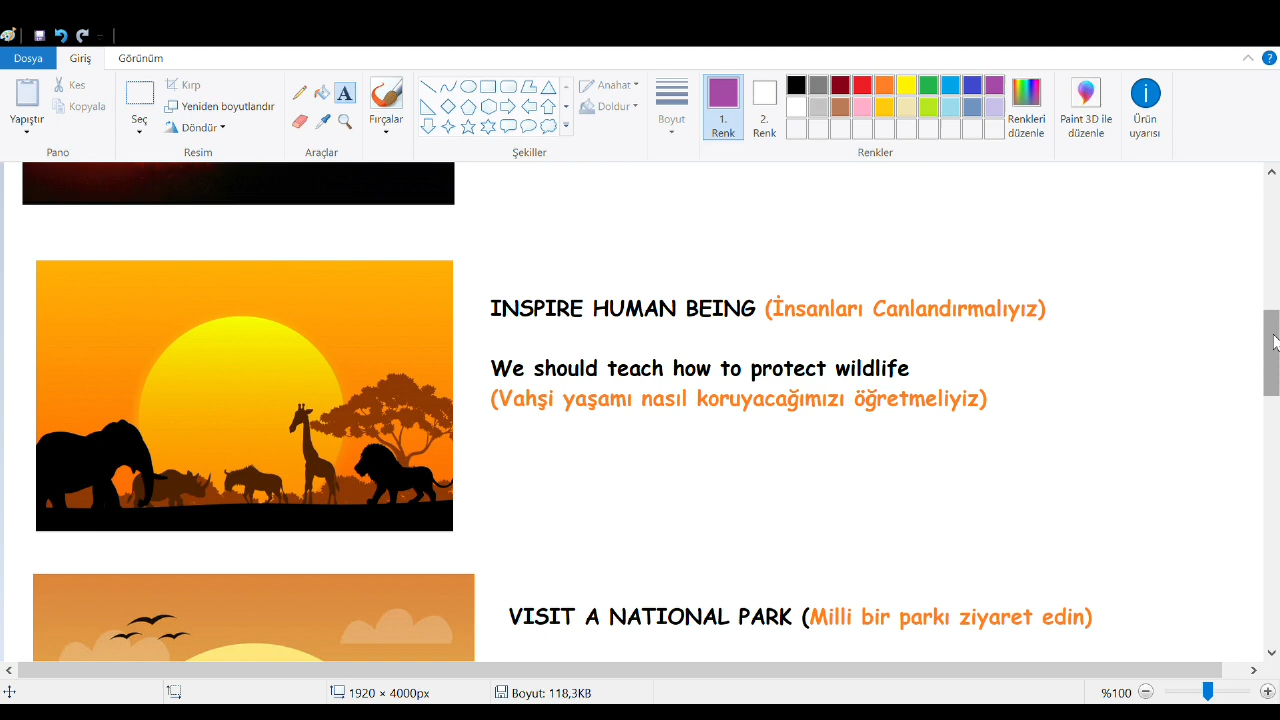 Dosya Giriş Görünüm
Yapıştır
Kes
Kopyala
Pano
Seç
Kırp
Yeniden boyutlandır
Döndür
Resim
A
Araçlar
Fırçalar
Şekiller
Anahat
Doldur
Boyut
1.
Renk
2.
Renk
Renkleri
düzenle
Renkler
Paint 3D ile
düzenle
Ürün
uyarısı
INSPIRE HUMAN BEING (İnsanları Canlandırmalıyız)
We should teach how to protect wildlife
(Vahşi yaşamı nasıl koruyacağımızı öğretmeliyiz)
VISIT A NATIONAL PARK (Milli bir parkı ziyaret edin)
1920 × 4000px
Boyut: 118,3KB
%100